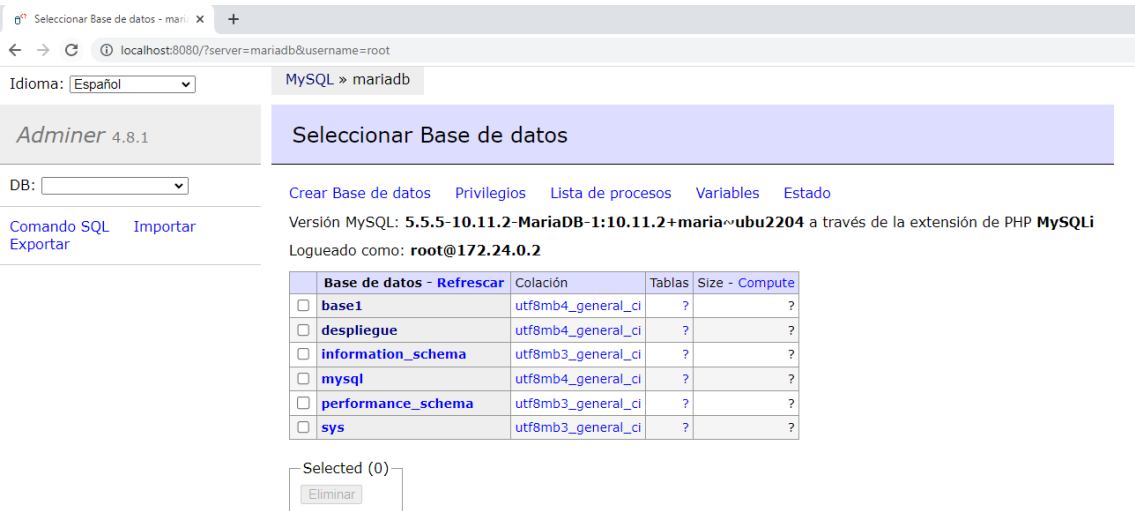 Seleccionar Base de datos - mari
localhost:8080/?server=mariadb&username=root
Idioma: Español
MySQL » mariadb
Adminer 4.8.1
Seleccionar Base de datos
DB:
Crear Base de datos Privilegios Lista de procesos Variables Estado
Comando SQL Importar
Exportar
Versión MySQL: 5.5.5-10.11.2-MariaDB-1:10.11.2+maria~ubu2204 a través de la extensión de PHP MySQLi
Logueado como: root@172.24.0.2
Base de datos - Refrescar Colación Tablas Size - Compute
base1 utf8mb4_general_ci ? ?
despliegue utf8mb4_general_ci ? ?
information_schema utf8mb3_general_ci ? ?
mysql utf8mb4_general_ci ? ?
performance_schema utf8mb3_general_ci ? ?
sys utf8mb3_general_ci ? ?
Selected (0)
Eliminar